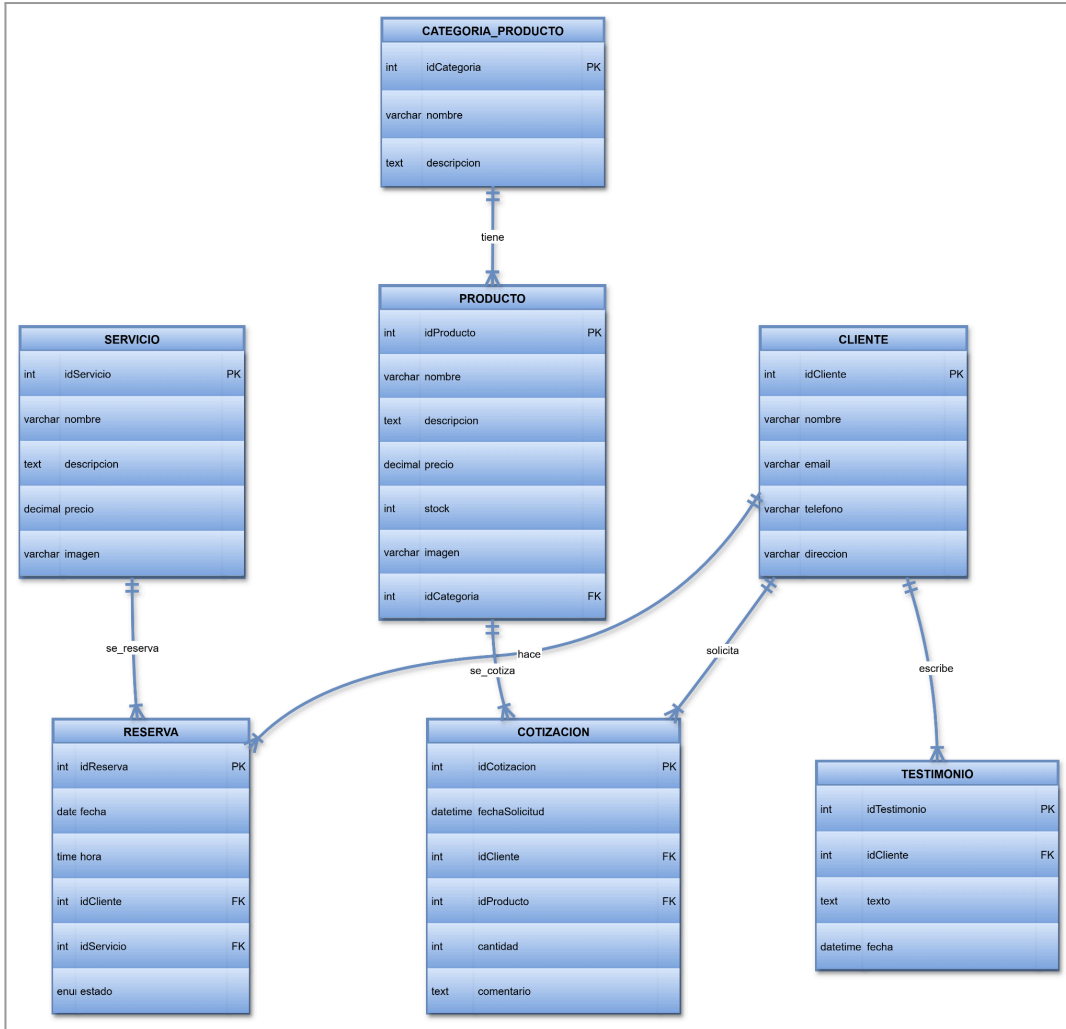 CATEGORIA_PRODUCTO
int idCategoria PK
varchar nombre
text descripcion
tiene
PRODUCTO
int idProducto PK
varchar nombre
text descripcion
decimal precio
int stock
varchar imagen
int idCategoria FK
SERVICIO
int idServicio PK
varchar nombre
text descripcion
decimal precio
varchar imagen
CLIENTE
int idCliente PK
varchar nombre
varchar email
varchar telefono
varchar direccion
se_reserva
hace
se_cotiza
solicita
escribe
RESERVA
int idReserva PK
date fecha
time hora
int idCliente FK
int idServicio FK
enu estado
COTIZACION
int idCotizacion PK
datetime fechaSolicitud
int idCliente FK
int idProducto FK
int cantidad
text comentario
TESTIMONIO
int idTestimonio PK
int idCliente FK
text texto
datetime fecha